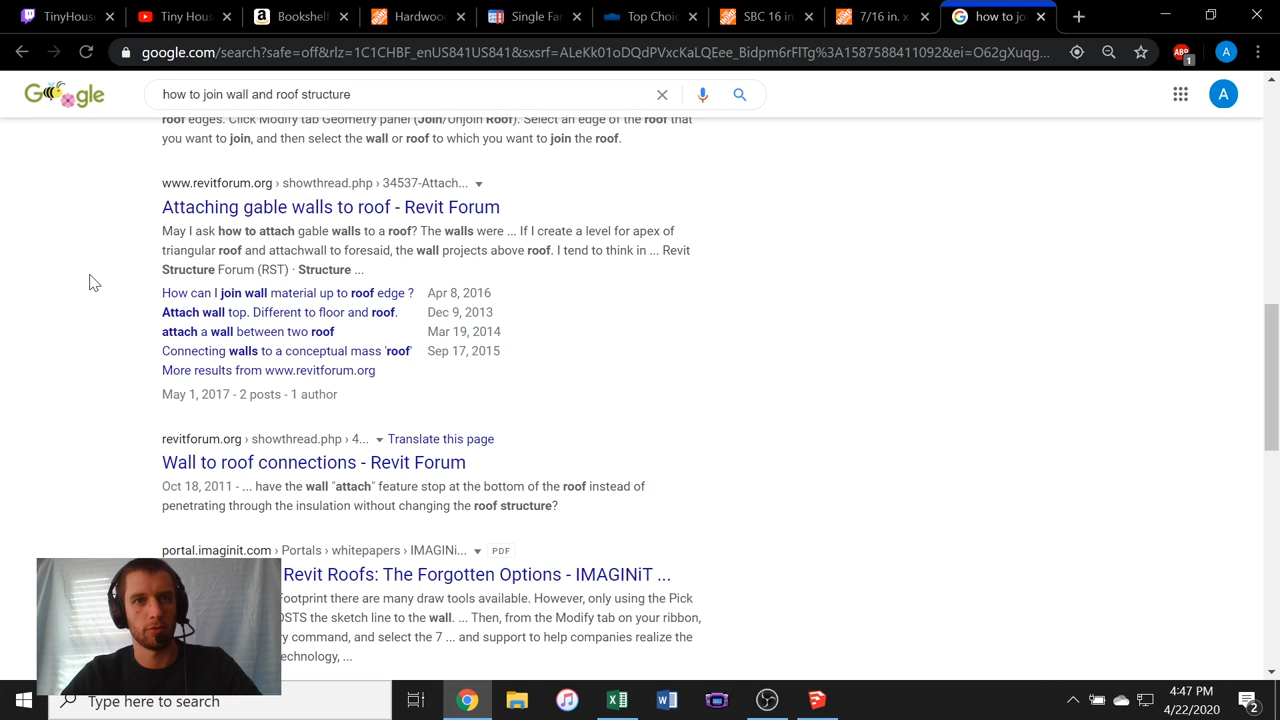 TinyHouse
Tiny Hous
Bookshelf
Hardwood
Single Far
Top Choic
SBC 16 in.
7/16 in. x
how to jo
google.com/search?safe=off&rlz=1C1CHBF_enUS841US841&sxsrf=ALeKk01oDQdPVxcKaLQEee_Bidpm6rFlTg%3A1587588411092&ei=O62gXuqg...
ABP
1
A
Google
how to join wall and roof structure
A
roof edges. Click Modify tab Geometry panel (Join/Unjoin Roof). Select an edge of the roof that
you want to join, and then select the wall or roof to which you want to join the roof.
www.revitforum.org › showthread.php › 34537-Attach...
Attaching gable walls to roof - Revit Forum
May I ask how to attach gable walls to a roof? The walls were ... If I create a level for apex of
triangular roof and attachwall to foresaid, the wall projects above roof. I tend to think in ... Revit
Structure Forum (RST) · Structure ...
How can I join wall material up to roof edge ? Apr 8, 2016
Attach wall top. Different to floor and roof. Dec 9, 2013
attach a wall between two roof Mar 19, 2014
Connecting walls to a conceptual mass 'roof' Sep 17, 2015
More results from www.revitforum.org
May 1, 2017 - 2 posts - 1 author
revitforum.org › showthread.php › 4... Translate this page
Wall to roof connections - Revit Forum
Oct 18, 2011 - ... have the wall "attach" feature stop at the bottom of the roof instead of
penetrating through the insulation without changing the roof structure?
portal.imaginit.com › Portals › whitepapers › IMAGINi... PDF
Revit Roofs: The Forgotten Options - IMAGINiT ...
Footprint there are many draw tools available. However, only using the Pick
OSTS the sketch line to the wall. ... Then, from the Modify tab on your ribbon,
ry command, and select the 7 ... and support to help companies realize the
echnology, ...
Type here to search
4:47 PM
4/22/2020
2